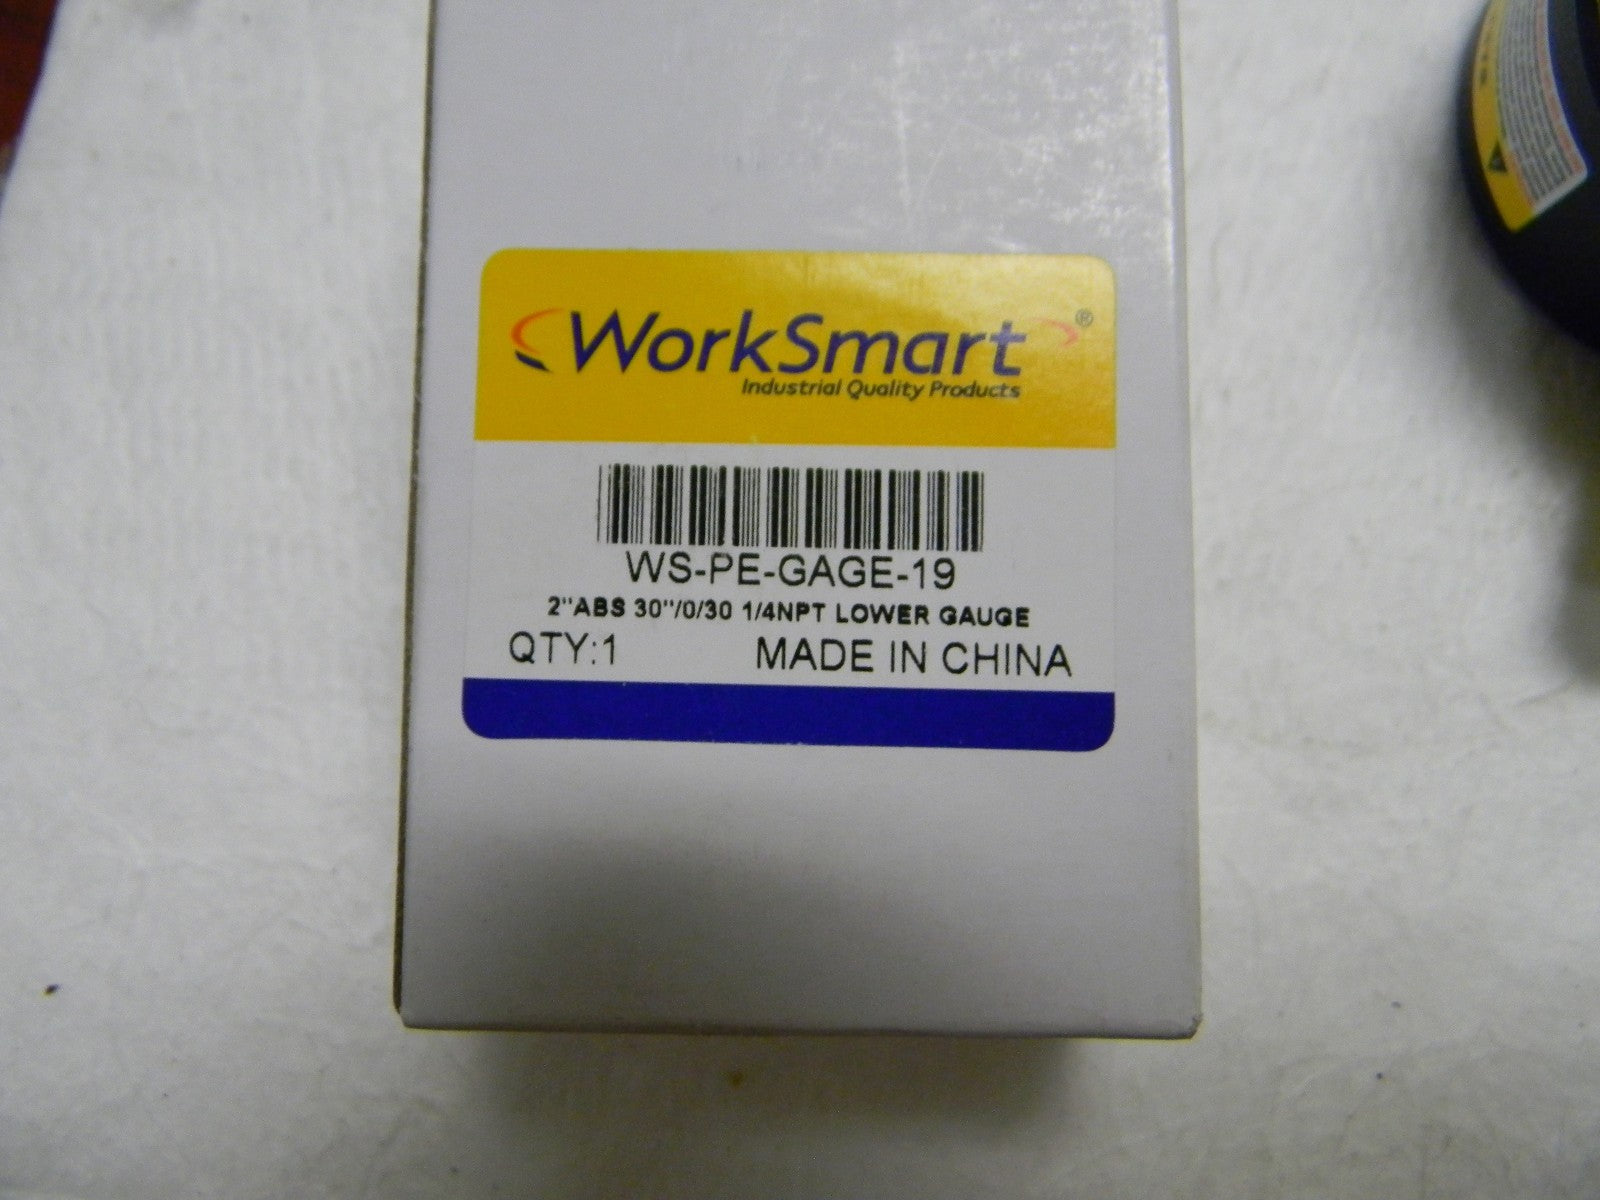 WorkSmart®
Industrial Quality Products
WS-PE-GAGE-19
2"ABS 30"/0/30 1/4NPT LOWER GAUGE
QTY:1 MADE IN CHINA